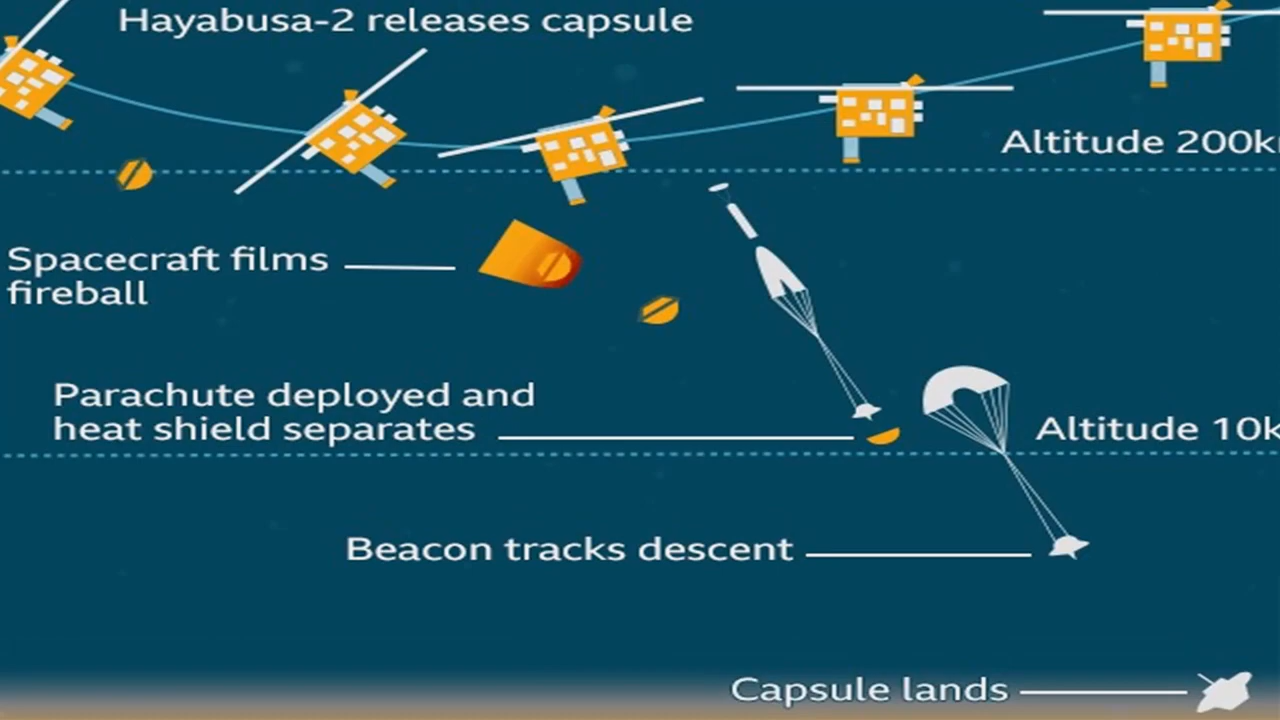 Hayabusa-2 releases capsule
Altitude 200k
Spacecraft films
fireball
Parachute deployed and
heat shield separates
Altitude 10k
Beacon tracks descent
Capsule lands